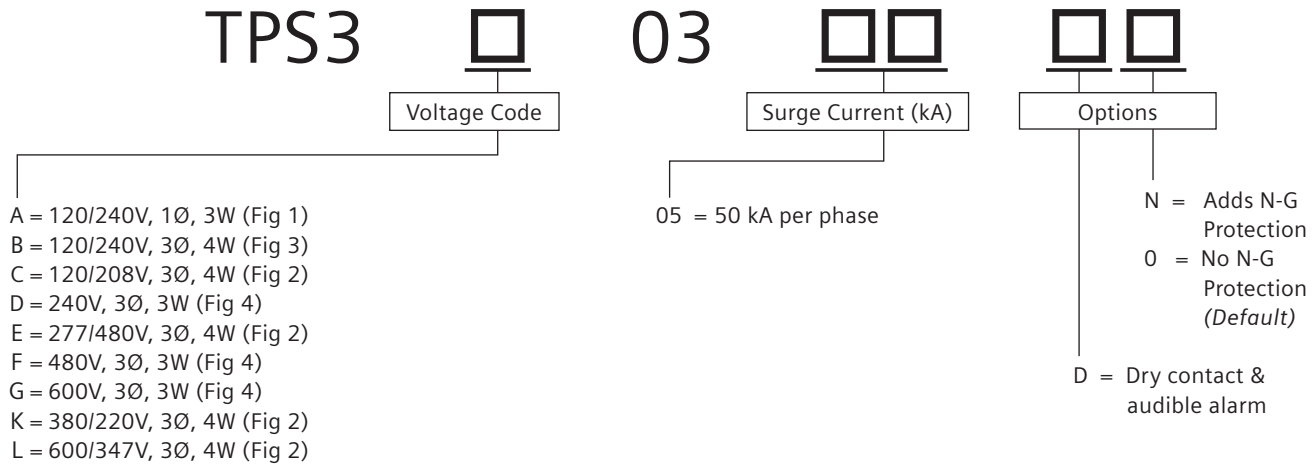 TPS3 □ 03 □□ □□
Voltage Code
Surge Current (kA)
Options
A = 120/240V, 1Ø, 3W (Fig 1)
B = 120/240V, 3Ø, 4W (Fig 3)
C = 120/208V, 3Ø, 4W (Fig 2)
D = 240V, 3Ø, 3W (Fig 4)
E = 277/480V, 3Ø, 4W (Fig 2)
F = 480V, 3Ø, 3W (Fig 4)
G = 600V, 3Ø, 3W (Fig 4)
K = 380/220V, 3Ø, 4W (Fig 2)
L = 600/347V, 3Ø, 4W (Fig 2)
05 = 50 kA per phase
N = Adds N-G
Protection
0 = No N-G
Protection
(Default)
D = Dry contact &
audible alarm